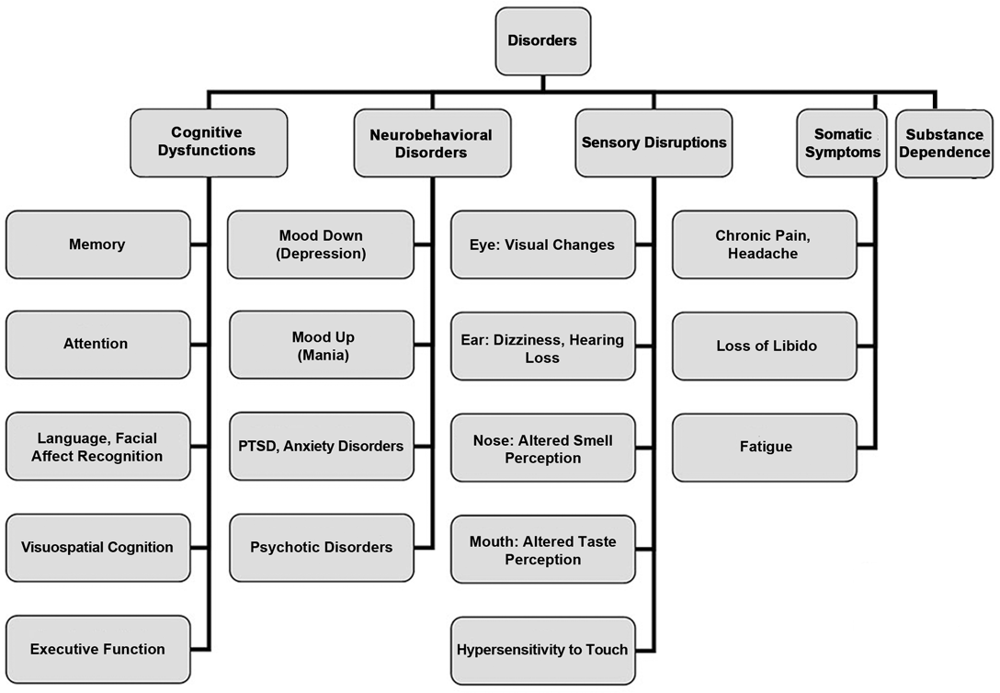 Disorders
Cognitive
Dysfunctions
Neurobehavioral
Disorders
Sensory Disruptions
Somatic
Symptoms
Substance
Dependence
Memory
Attention
Language, Facial
Affect Recognition
Visuospatial Cognition
Executive Function
Mood Down
(Depression)
Mood Up
(Mania)
PTSD, Anxiety Disorders
Psychotic Disorders
Eye: Visual Changes
Ear: Dizziness, Hearing
Loss
Nose: Altered Smell
Perception
Mouth: Altered Taste
Perception
Hypersensitivity to Touch
Chronic Pain,
Headache
Loss of Libido
Fatigue